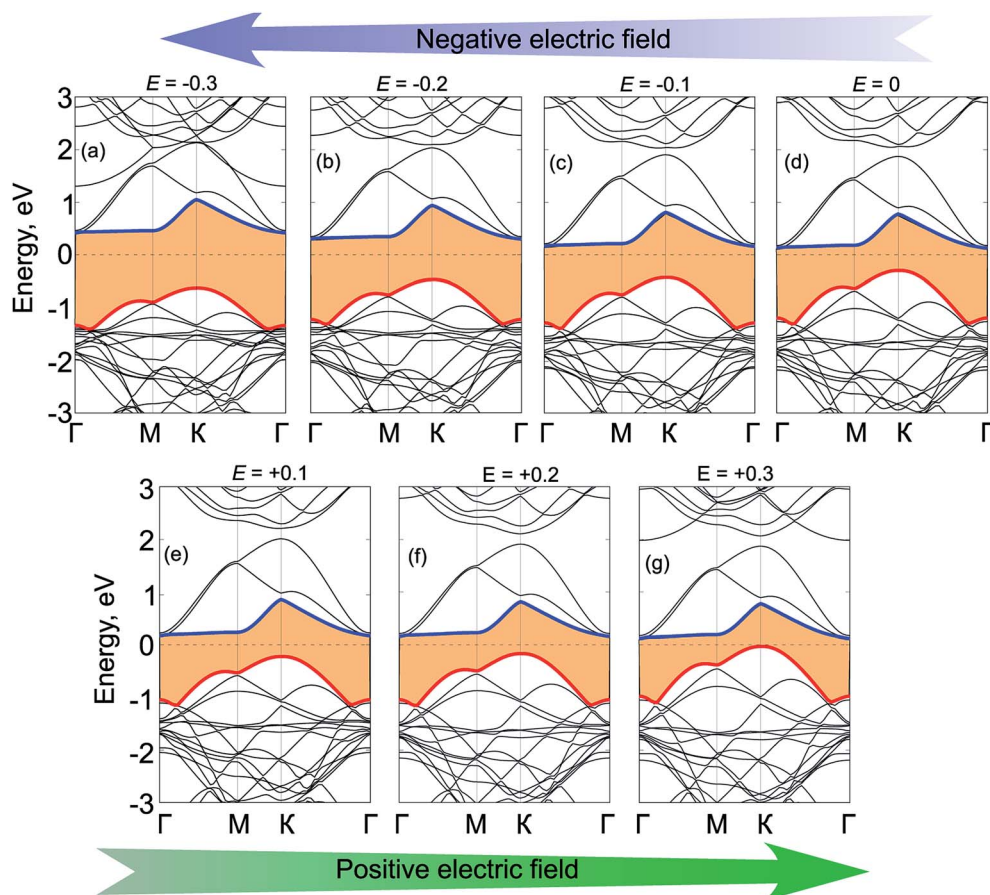 Negative electric field
E = -0.3 E = -0.2 E = -0.1 E = 0
3
2
1
0
-1
-2
-3
Energy, eV
(a) (b) (c) (d)
Γ M K Γ Γ M K Γ Γ M K Γ Γ M K Γ
E = +0.1 E = +0.2 E = +0.3
3
2
1
0
-1
-2
-3
Energy, eV
(e) (f) (g)
Γ M K Γ Γ M K Γ Γ M K Γ
Positive electric field